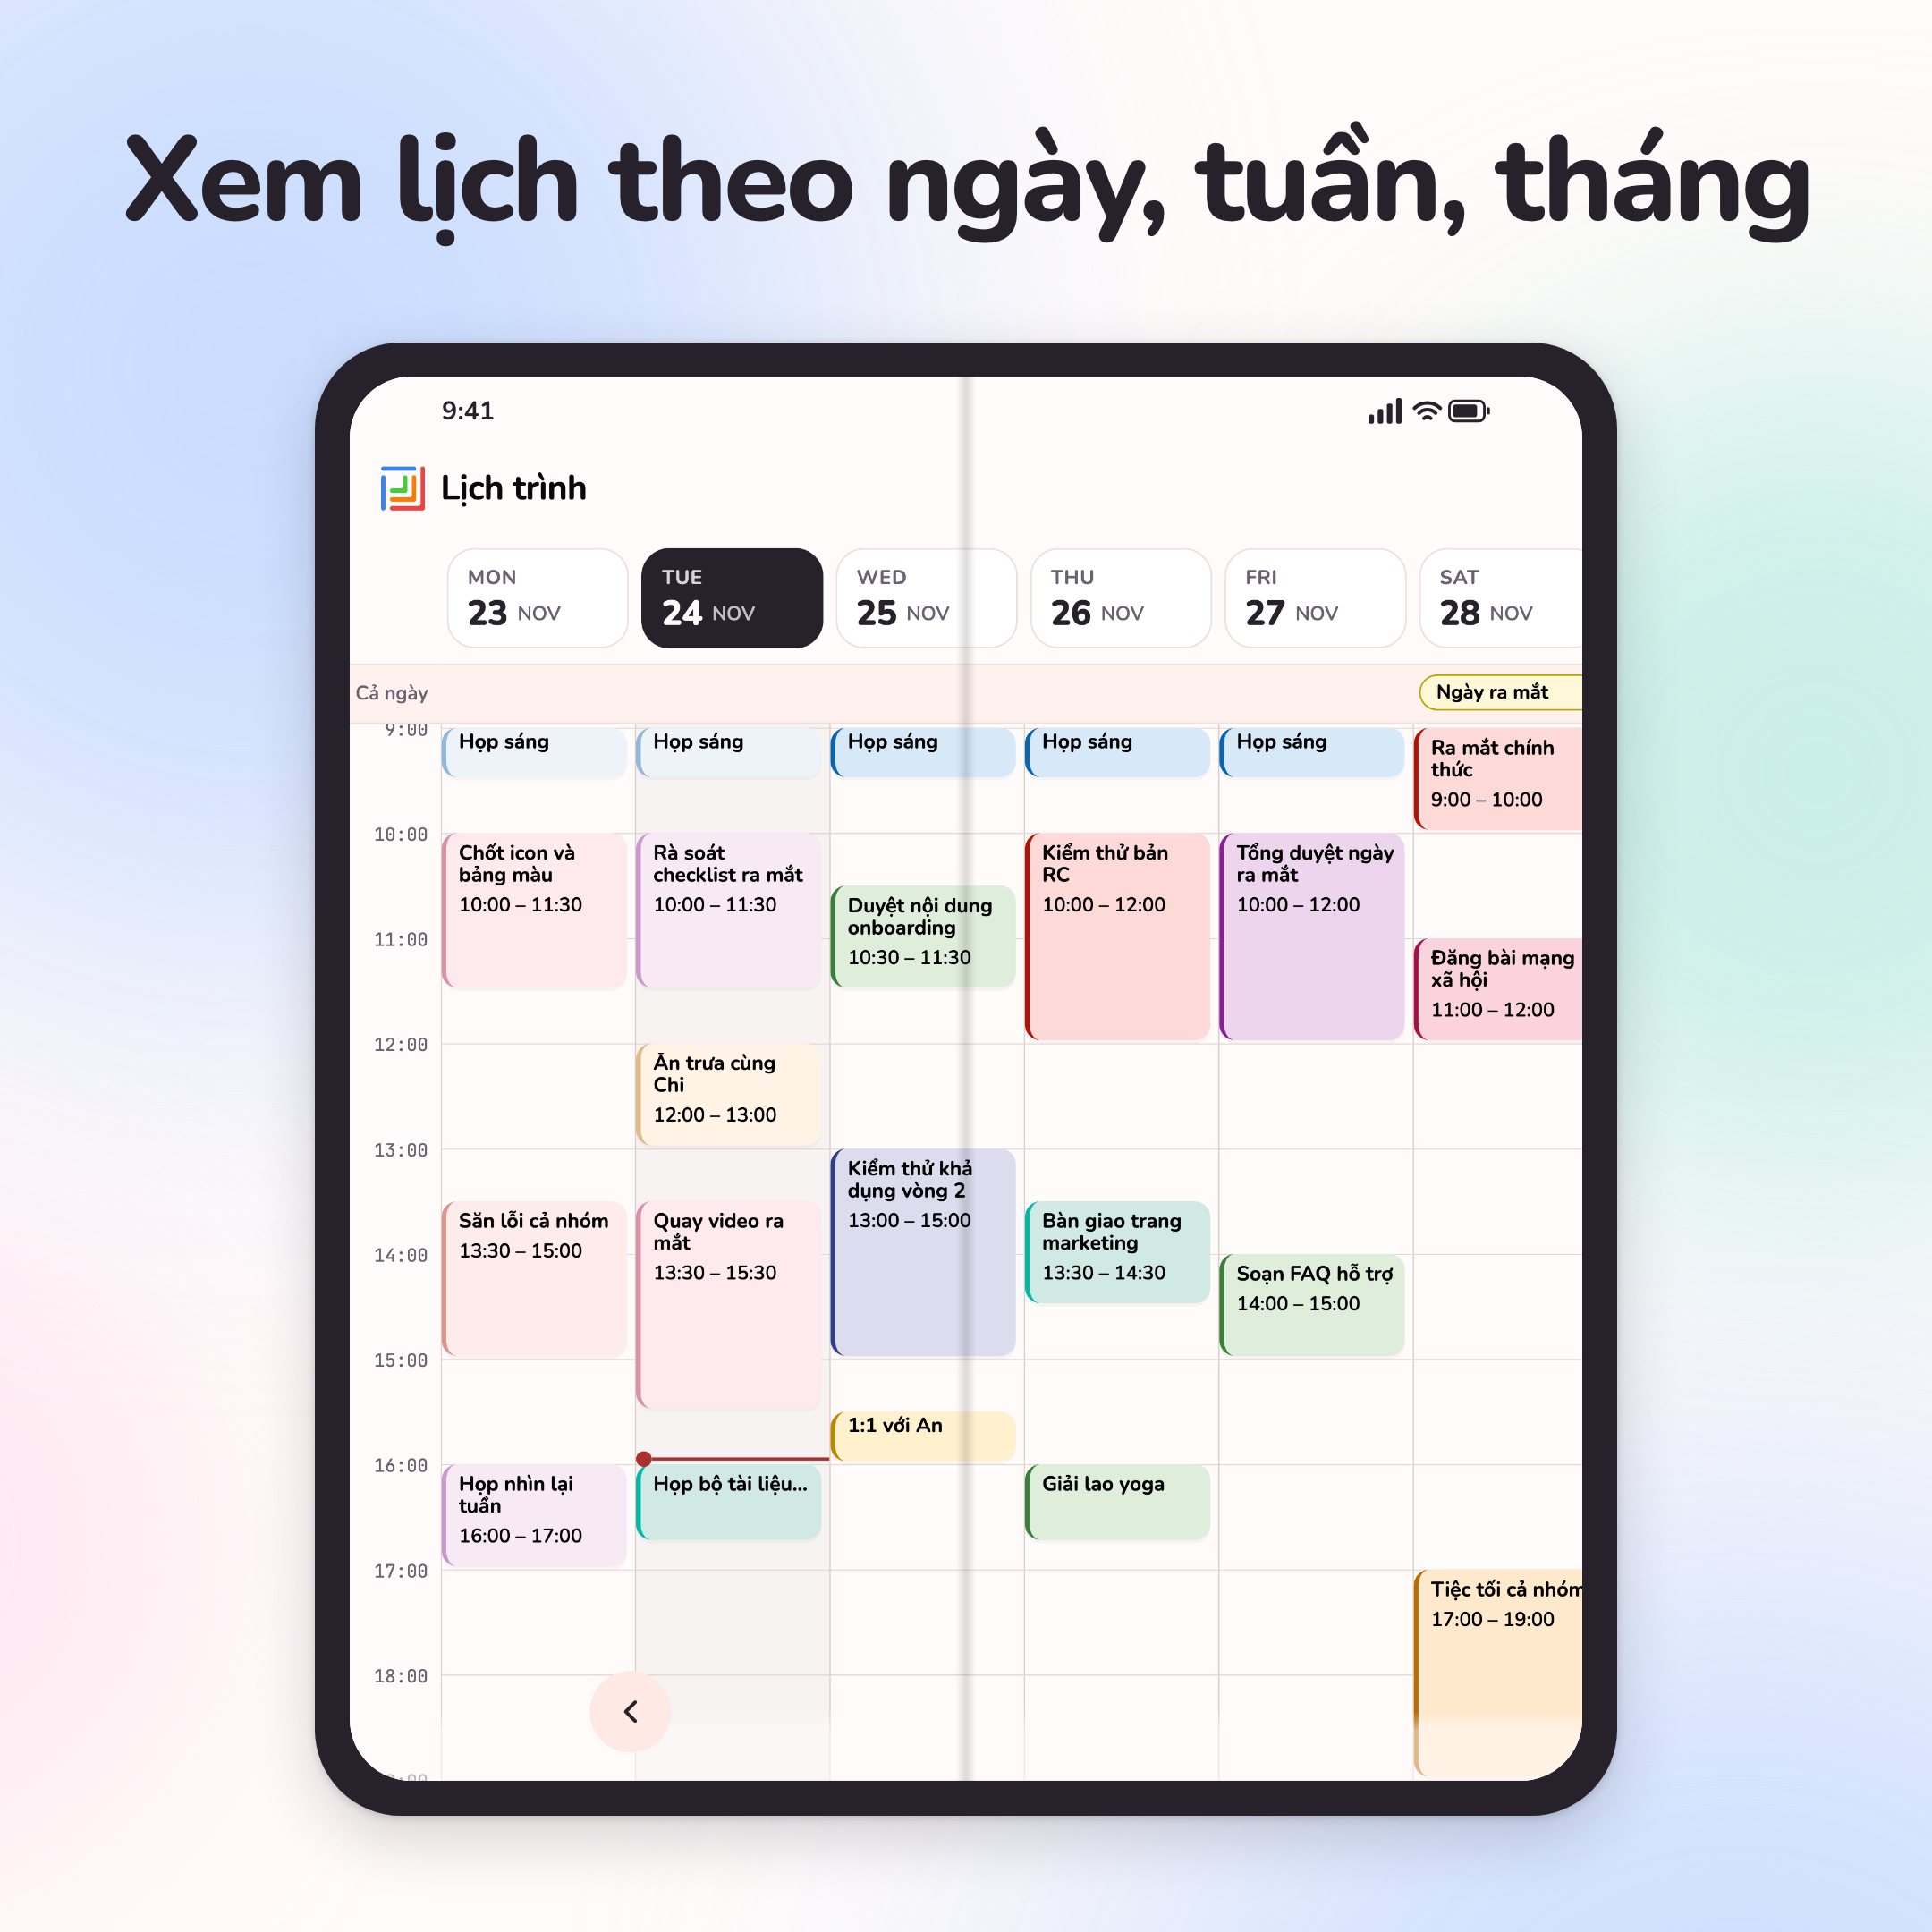 Xem lịch theo ngày, tuần, tháng
9:41
Lịch trình
MON
23 NOV
TUE
24 NOV
WED
25 NOV
THU
26 NOV
FRI
27 NOV
SAT
28 NOV
Cả ngày
Ngày ra mắt
9:00
Họp sáng
Họp sáng
Họp sáng
Họp sáng
Họp sáng
Ra mắt chính
thức
9:00 – 10:00
10:00
Chốt icon và
bảng màu
10:00 – 11:30
Rà soát
checklist ra mắt
10:00 – 11:30
Duyệt nội dung
onboarding
10:30 – 11:30
Kiểm thử bản
RC
10:00 – 12:00
Tổng duyệt ngày
ra mắt
10:00 – 12:00
11:00
Đăng bài mạng
xã hội
11:00 – 12:00
12:00
Ăn trưa cùng
Chi
12:00 – 13:00
13:00
Kiểm thử khả
dụng vòng 2
13:00 – 15:00
Săn lỗi cả nhóm
13:30 – 15:00
Quay video ra
mắt
13:30 – 15:30
Bàn giao trang
marketing
13:30 – 14:30
14:00
Soạn FAQ hỗ trợ
14:00 – 15:00
15:00
1:1 với An
16:00
Họp nhìn lại
tuần
16:00 – 17:00
Họp bộ tài liệu...
Giải lao yoga
17:00
Tiệc tối cả nhóm
17:00 – 19:00
18:00